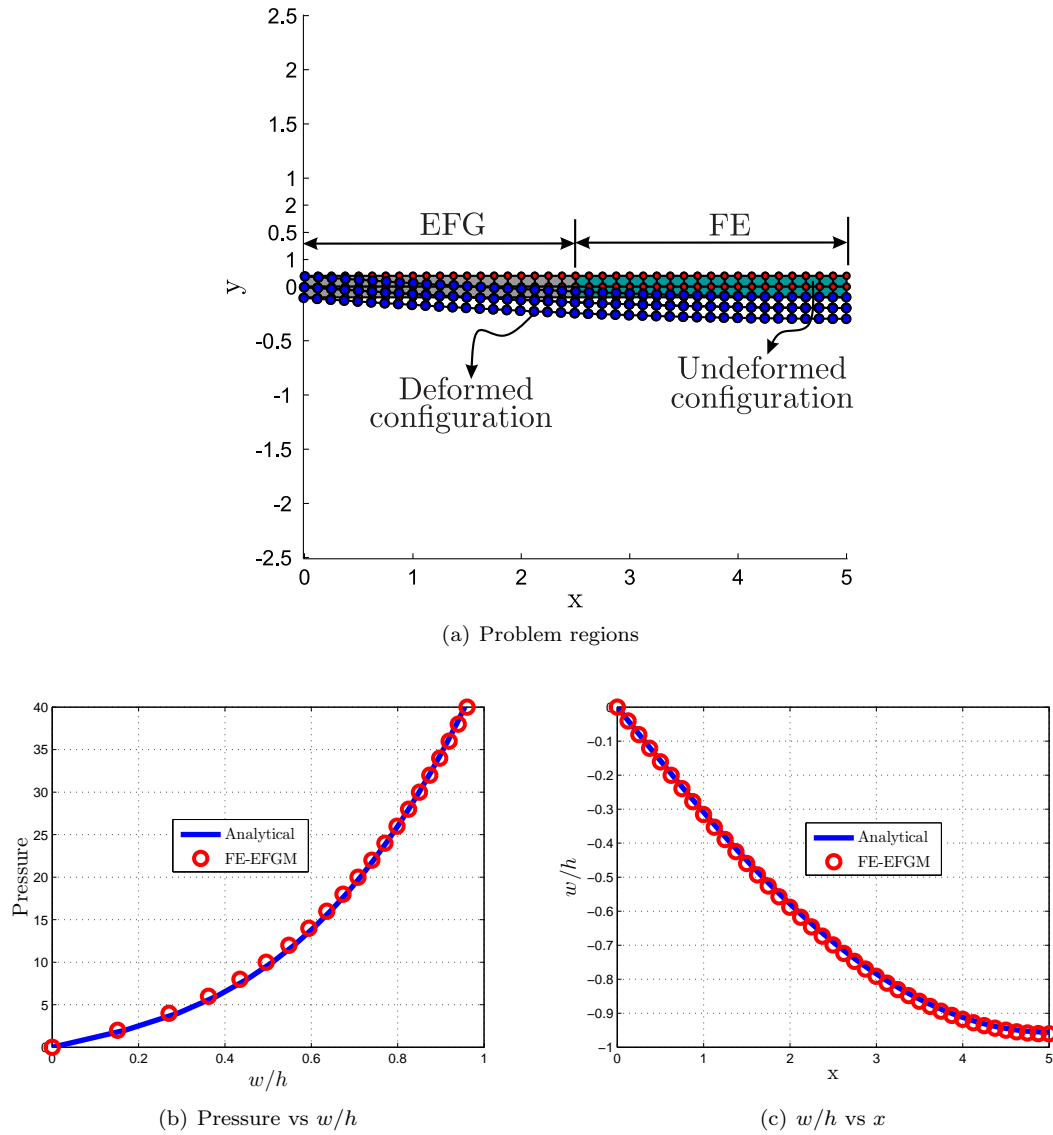 2.5
2
1.5
1
2
0.5
1
0
-0.5
-1
-1.5
-2
-2.5
y
EFG
FE
Deformed
configuration
Undeformed
configuration
0 1 2 3 4 5
x
(a) Problem regions
40
35
30
25
20
15
10
5
0
Pressure
Analytical
FE-EFGM
0 0.2 0.4 0.6 0.8 1
w/h
(b) Pressure vs w/h
0
−0.1
−0.2
−0.3
−0.4
−0.5
−0.6
−0.7
−0.8
−0.9
−1
w/h
Analytical
FE-EFGM
0 1 2 3 4 5
x
(c) w/h vs x